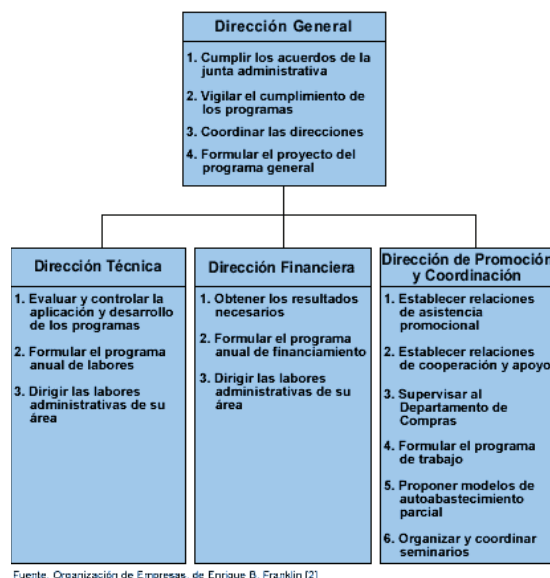 Dirección General
1. Cumplir los acuerdos de la
junta administrativa
2. Vigilar el cumplimiento de
los programas
3. Coordinar las direcciones
4. Formular el proyecto del
programa general
Dirección Técnica
1. Evaluar y controlar la
aplicación y desarrollo
de los programas
2. Formular el programa
anual de labores
3. Dirigir las labores
administrativas de su
área
Dirección Financiera
1. Obtener los resultados
necesarios
2. Formular el programa
anual de financiamiento
3. Dirigir las labores
administrativas de su
área
Dirección de Promoción
y Coordinación
1. Establecer relaciones
de asistencia
promocional
2. Establecer relaciones
de cooperación y apoyo
3. Supervisar al
Departamento de
Compras
4. Formular el programa
de trabajo
5. Proponer modelos de
autoabastecimiento
parcial
6. Organizar y coordinar
seminarios
Fuente. Organización de Empresas, de Enrique B. Franklin [2]